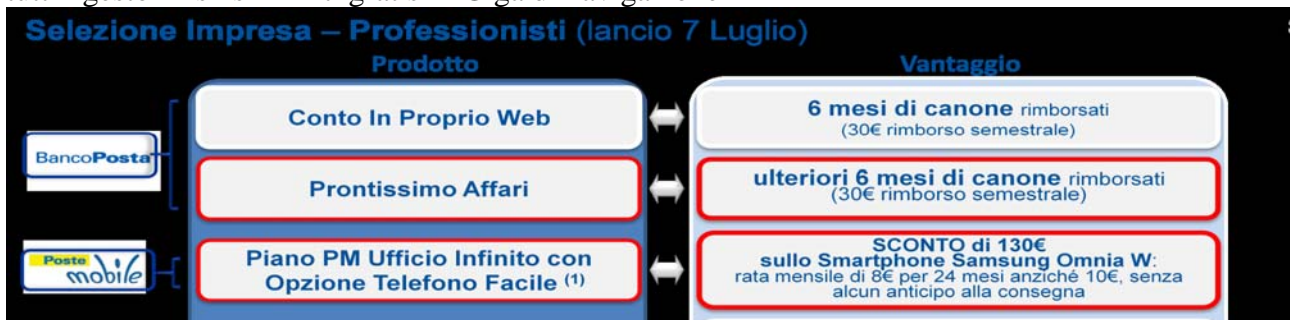 Selezione Impresa – Professionisti (lancio 7 Luglio)
Prodotto
Vantaggio
BancoPosta
Conto In Proprio Web
6 mesi di canone rimborsati
(30€ rimborso semestrale)
Prontissimo Affari
ulteriori 6 mesi di canone rimborsati
(30€ rimborso semestrale)
Poste
mobile
Piano PM Ufficio Infinito con
Opzione Telefono Facile (1)
SCONTO di 130€
sullo Smartphone Samsung Omnia W:
rata mensile di 8€ per 24 mesi anziché 10€, senza
alcun anticipo alla consegna